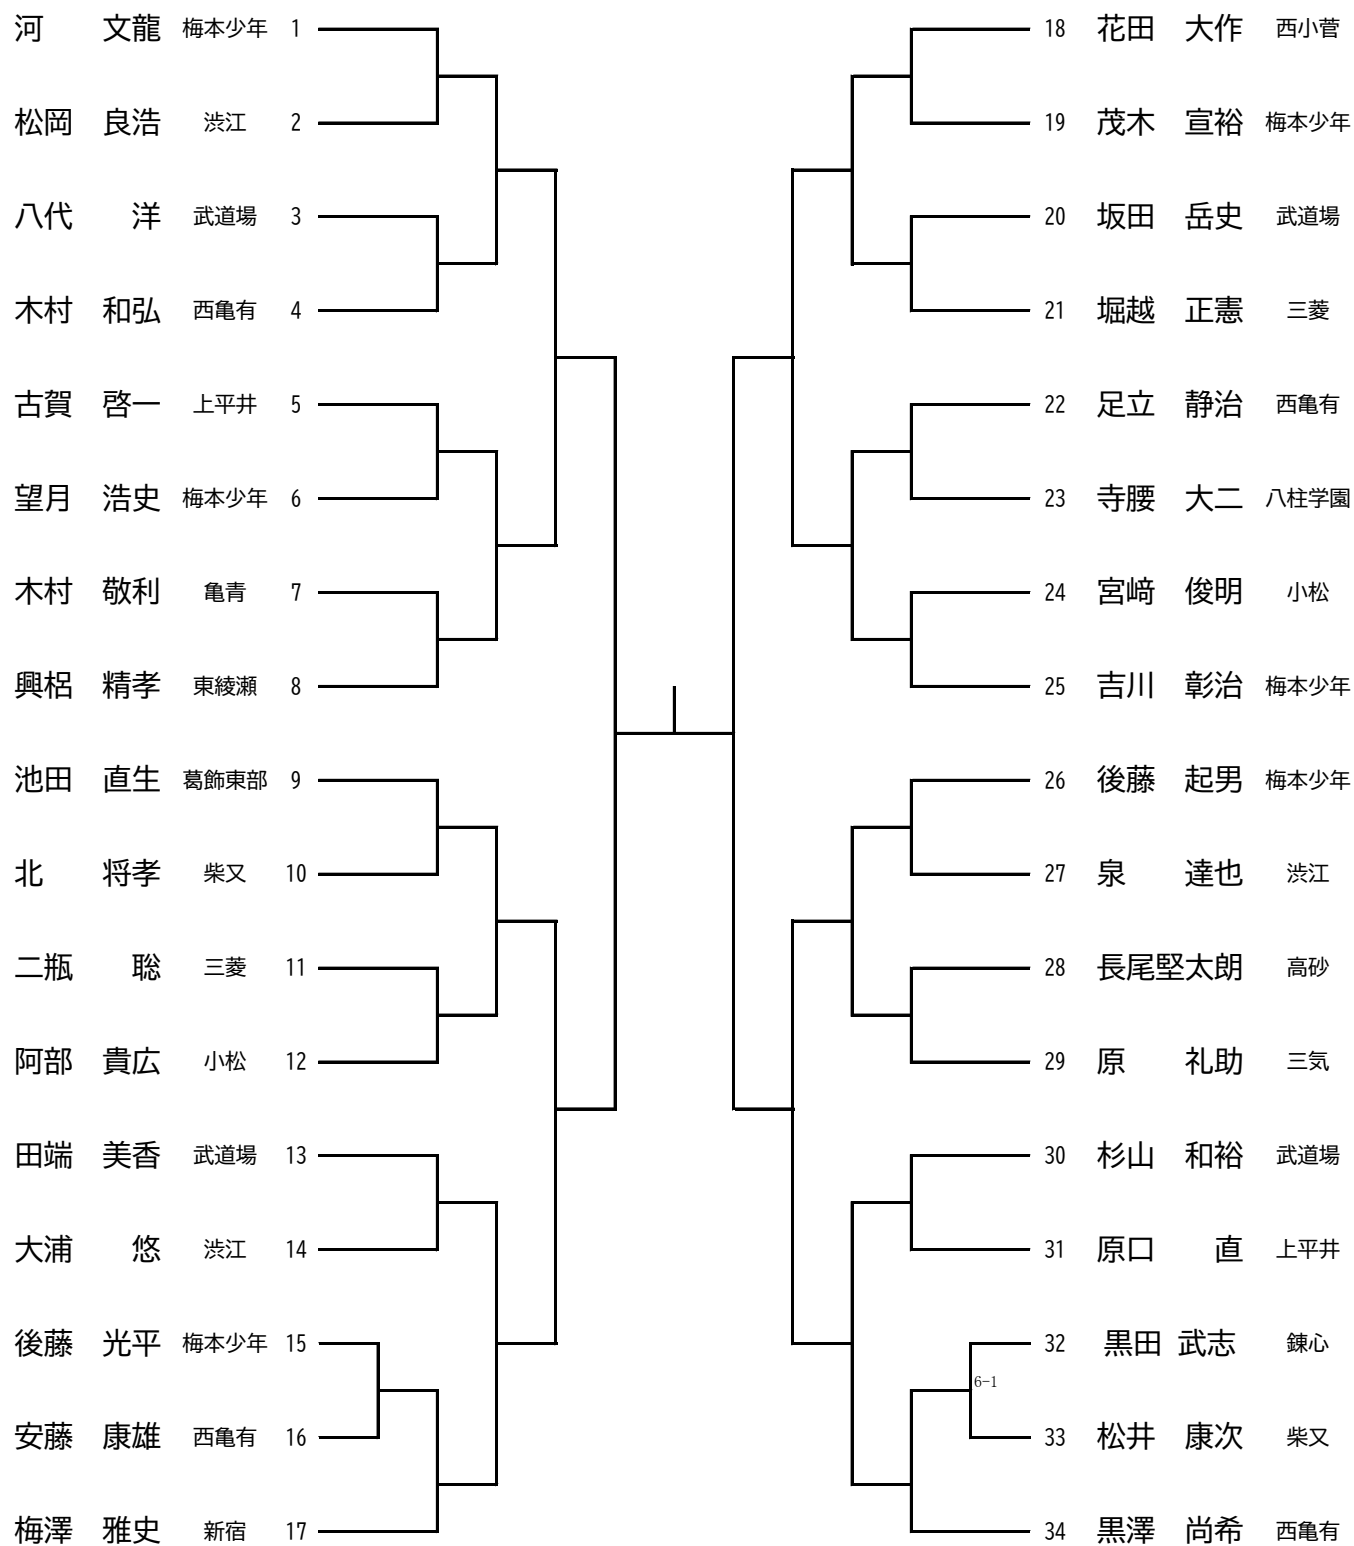 河 文龍 梅本少年 1
松岡 良浩 渋江 2
八代 洋 武道場 3
木村 和弘 西亀有 4
古賀 啓一 上平井 5
望月 浩史 梅本少年 6
木村 敬利 亀青 7
興梠 精孝 東綾瀬 8
池田 直生 葛飾東部 9
北 将孝 柴又 10
二瓶 聡 三菱 11
阿部 貴広 小松 12
田端 美香 武道場 13
大浦 悠 渋江 14
後藤 光平 梅本少年 15
安藤 康雄 西亀有 16
梅澤 雅史 新宿 17
18 花田 大作 西小菅
19 茂木 宣裕 梅本少年
20 坂田 岳史 武道場
21 堀越 正憲 三菱
22 足立 静治 西亀有
23 寺腰 大二 八柱学園
24 宮﨑 俊明 小松
25 吉川 彰治 梅本少年
26 後藤 起男 梅本少年
27 泉 達也 渋江
28 長尾堅太朗 高砂
29 原 礼助 三気
30 杉山 和裕 武道場
31 原口 直 上平井
32 黒田 武志 錬心
6-1
33 松井 康次 柴又
34 黒澤 尚希 西亀有